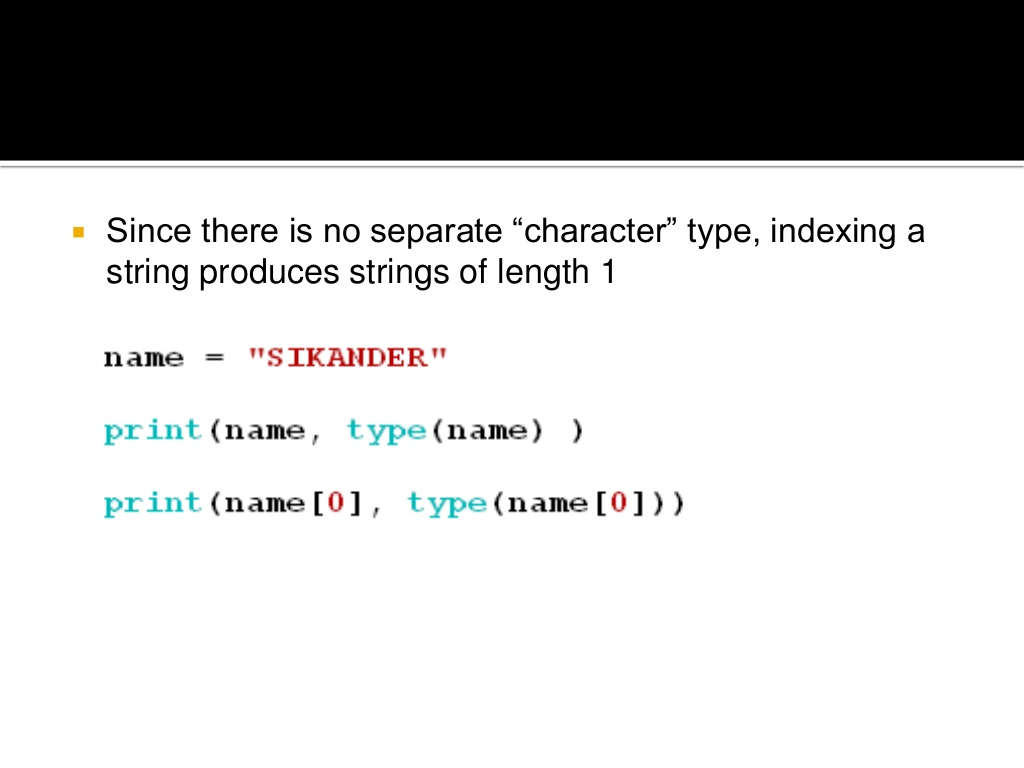 Since there is no separate “character” type, indexing a
string produces strings of length 1
name = "SIKANDER"
print(name, type(name) )
print(name[0], type(name[0]))